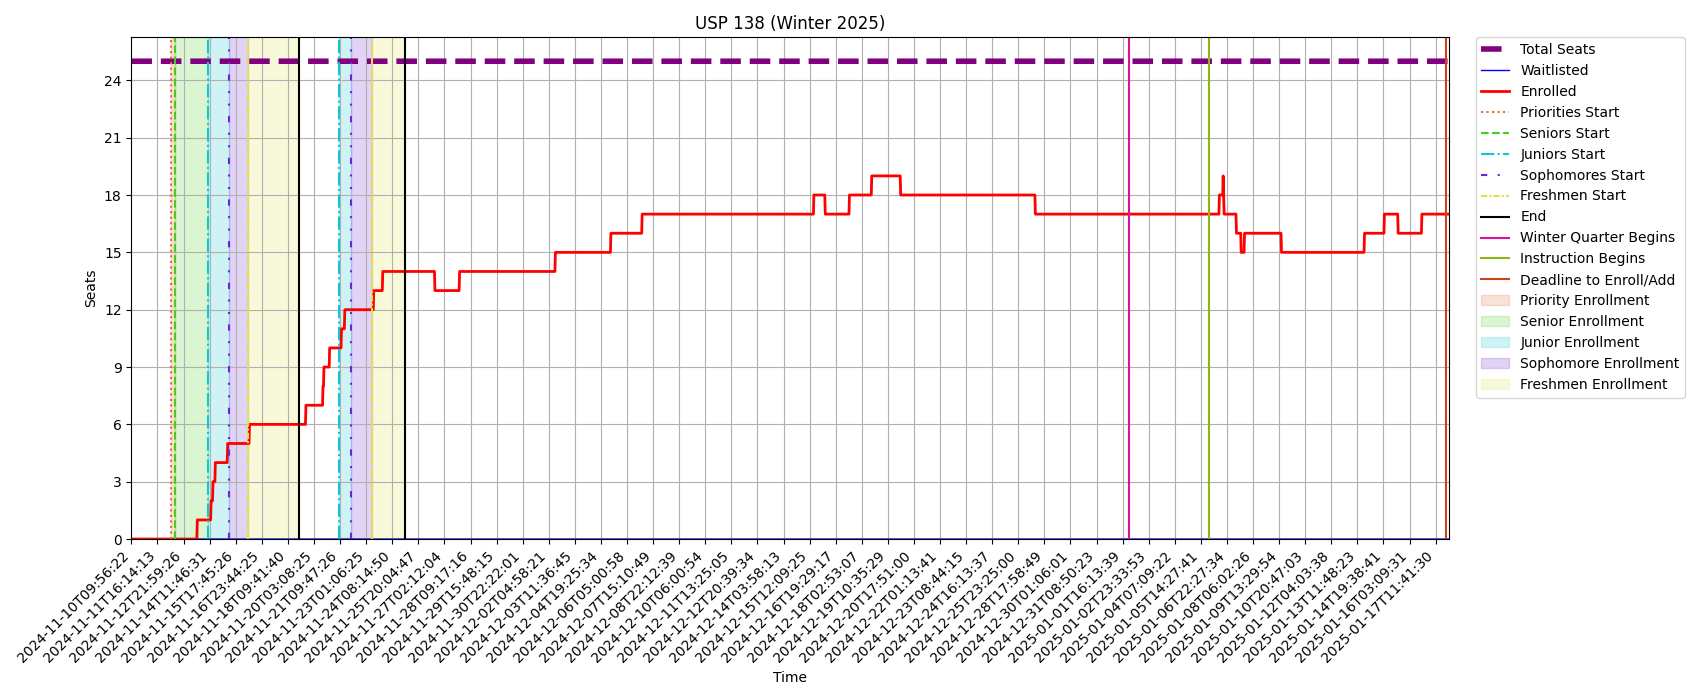 USP 138 (Winter 2025)
Seats
24
21
18
15
12
9
6
3
0
2024-11-10T09:56:22
2024-11-11T16:14:13
2024-11-12T21:59:26
2024-11-14T11:46:31
2024-11-15T17:45:26
2024-11-16T23:44:25
2024-11-18T09:41:40
2024-11-20T03:08:25
2024-11-21T09:47:26
2024-11-23T01:06:25
2024-11-24T08:14:50
2024-11-25T20:04:47
2024-11-27T02:12:04
2024-11-28T09:17:16
2024-11-29T15:48:15
2024-11-30T22:22:01
2024-12-02T04:58:21
2024-12-03T11:36:45
2024-12-04T19:25:34
2024-12-06T05:00:58
2024-12-07T15:10:49
2024-12-08T22:12:39
2024-12-10T06:00:54
2024-12-11T13:25:05
2024-12-12T20:39:34
2024-12-14T03:58:13
2024-12-15T12:09:25
2024-12-16T19:29:17
2024-12-18T02:53:07
2024-12-19T10:35:29
2024-12-20T17:51:00
2024-12-22T01:13:41
2024-12-23T08:44:15
2024-12-24T16:13:37
2024-12-25T23:25:00
2024-12-28T17:58:49
2024-12-30T01:06:01
2024-12-31T08:50:23
2025-01-01T16:13:39
2025-01-02T23:33:53
2025-01-04T07:09:22
2025-01-05T14:27:41
2025-01-06T22:27:34
2025-01-08T06:02:26
2025-01-09T13:29:54
2025-01-10T20:47:03
2025-01-12T04:03:38
2025-01-13T11:48:23
2025-01-14T19:38:41
2025-01-16T03:09:31
2025-01-17T11:41:30
Time
Total Seats
Waitlisted
Enrolled
Priorities Start
Seniors Start
Juniors Start
Sophomores Start
Freshmen Start
End
Winter Quarter Begins
Instruction Begins
Deadline to Enroll/Add
Priority Enrollment
Senior Enrollment
Junior Enrollment
Sophomore Enrollment
Freshmen Enrollment